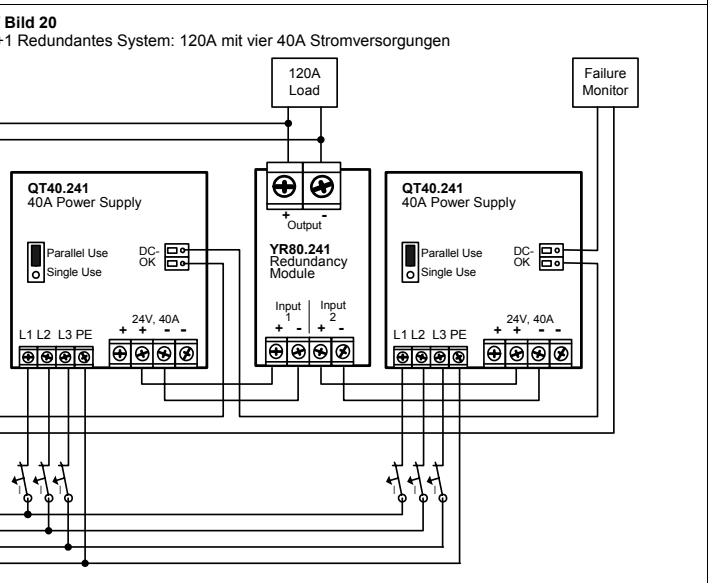 Bild 20
+1 Redundantes System: 120A mit vier 40A Stromversorgungen
120A
Load
Failure
Monitor
QT40.241
40A Power Supply
Parallel Use
Single Use
DC-
OK
24V, 40A
+ + - -
L1 L2 L3 PE
+ -
Output
YR80.241
Redundancy
Module
Input
1
Input
2
+ - + -
QT40.241
40A Power Supply
Parallel Use
Single Use
DC-
OK
24V, 40A
+ + - -
L1 L2 L3 PE